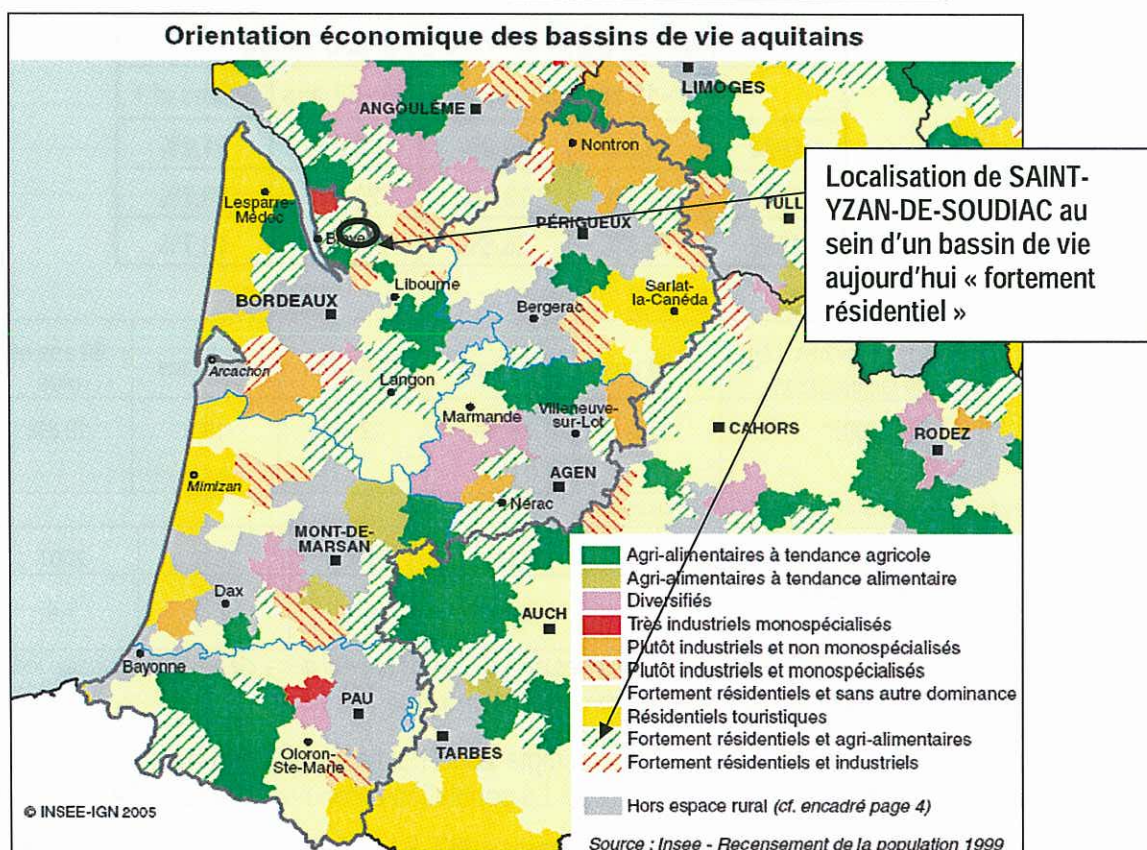 Orientation économique des bassins de vie aquitains
LIMOGES
ANGOULÊME
Nontron
Lesparre-
Médoc
PÉRIGUEUX
TULL
Localisation de SAINT-
YZAN-DE-SOUDIAC au
sein d'un bassin de vie
aujourd'hui « fortement
résidentiel »
Blaye
Libourne
BORDEAUX
Bergerac
Sarlat-
la-Canéda
Arcachon
Langon
Marmande
Villeneuve-
sur-Lot
CAHORS
RODEZ
AGEN
Mimizan
Nérac
MONT-DE-
MARSAN
Dax
AUCH
Bayonne
PAU
TARBES
Oloron-
Ste-Marie
Agri-alimentaires à tendance agricole
Agri-alimentaires à tendance alimentaire
Diversifiés
Très industriels monospécialisés
Plutôt industriels et non monospécialisés
Plutôt industriels et monospécialisés
Fortement résidentiels et sans autre dominance
Résidentiels touristiques
Fortement résidentiels et agri-alimentaires
Fortement résidentiels et industriels
Hors espace rural (cf. encadré page 4)
© INSEE-IGN 2005
Source : Insee - Recensement de la population 1999